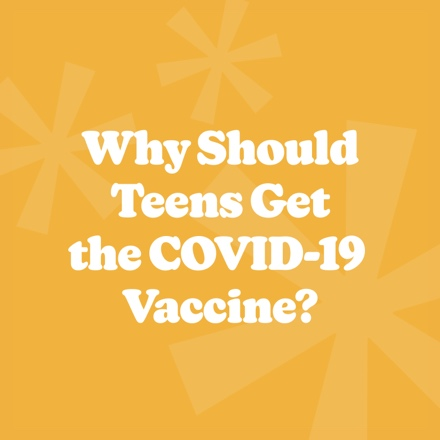 Why Should
Teens Get
the COVID-19
Vaccine?